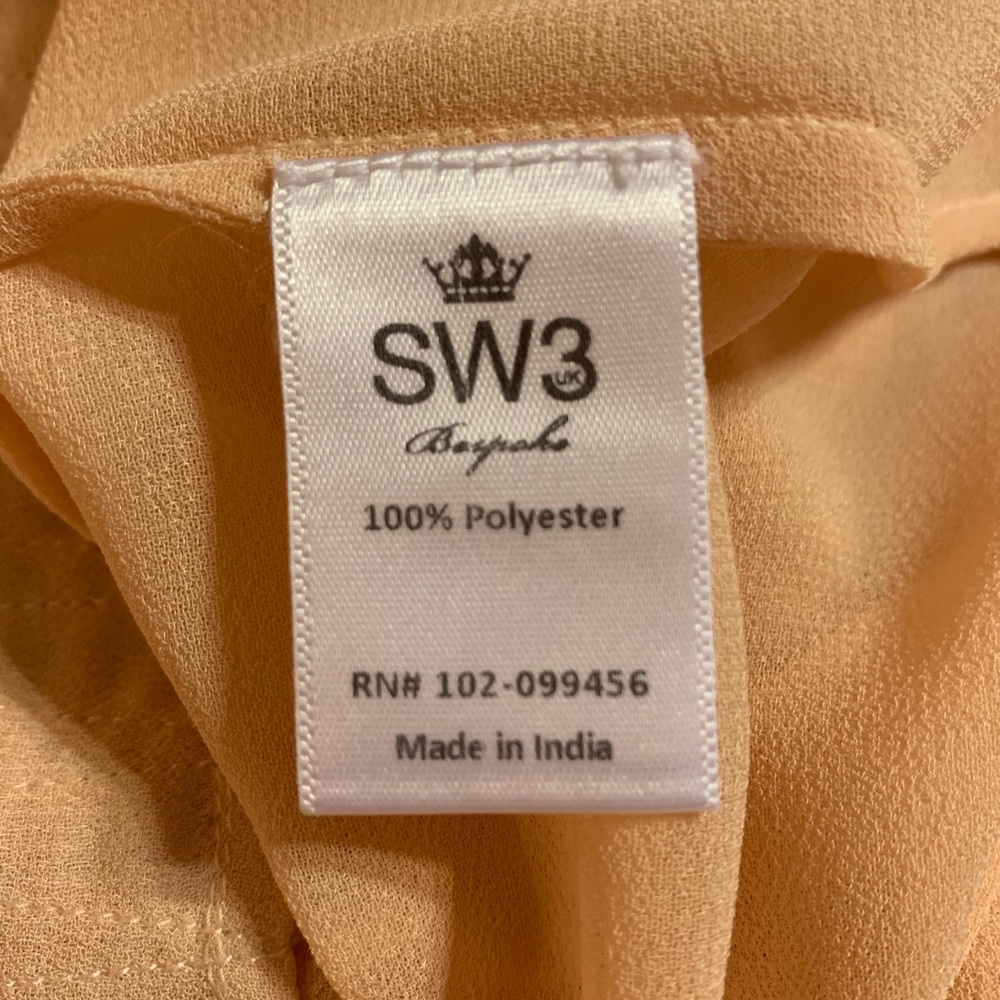 SW3
UK
Bespoke
100% Polyester
RN# 102-099456
Made in India